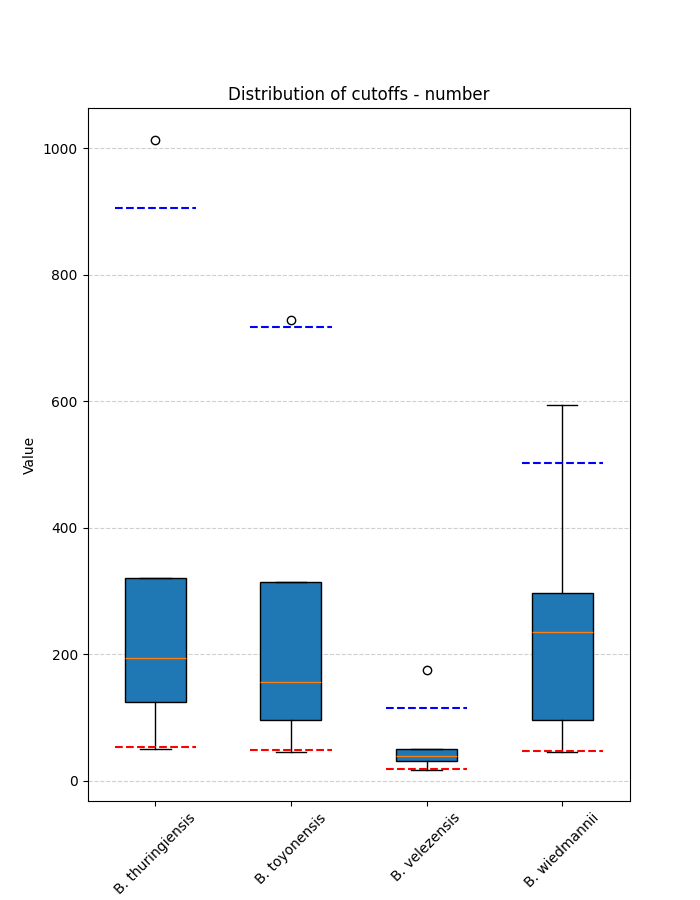 Distribution of cutoffs - number
1000
800
600
400
200
0
Value
B. thuringiensis
B. toyonensis
B. velezensis
B. wiedmannii